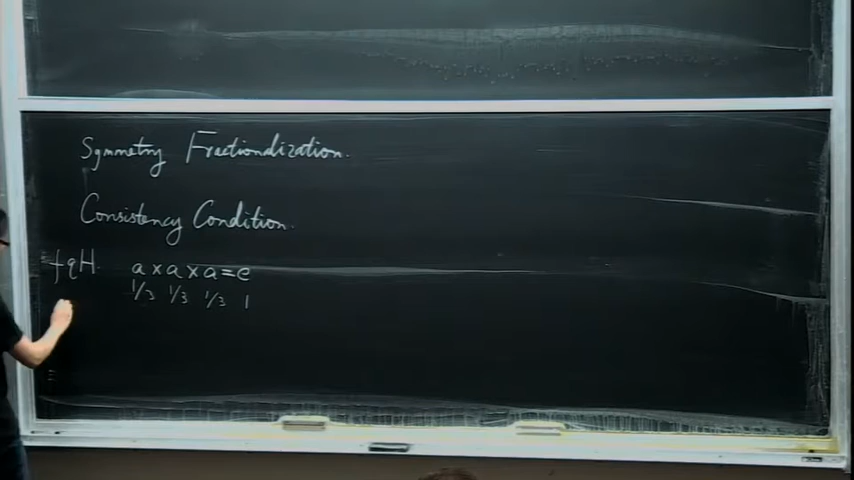 Symmetry Fractionalization.
Consistency Condition.
fqH. a×a×a=e
1/3 1/3 1/3 1